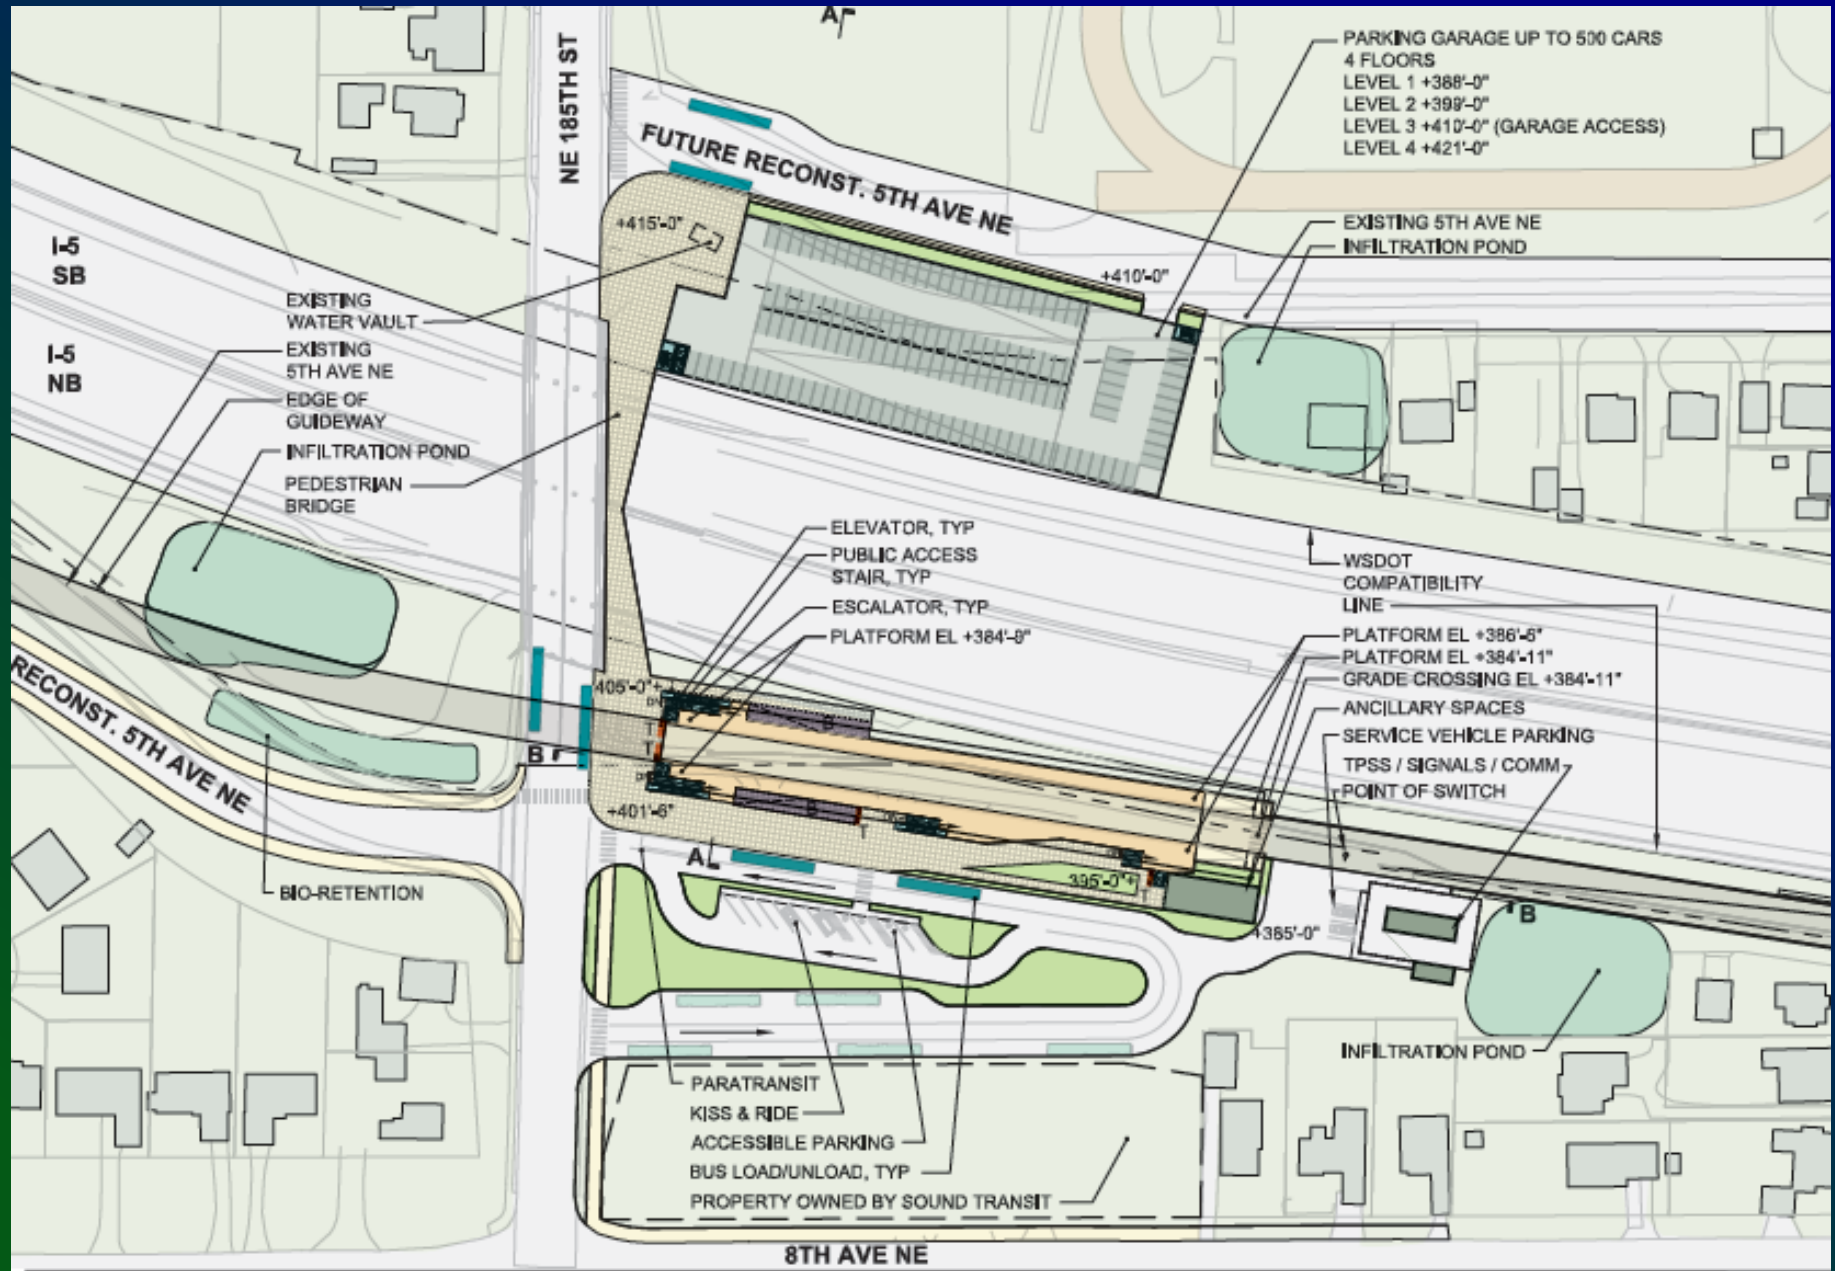 A
NE 185TH ST
PARKING GARAGE UP TO 500 CARS
4 FLOORS
LEVEL 1 +388'-0"
LEVEL 2 +399'-0"
LEVEL 3 +410'-0" (GARAGE ACCESS)
LEVEL 4 +421'-0"
FUTURE RECONST. 5TH AVE NE
+415'-0"
+410'-0"
EXISTING 5TH AVE NE
INFILTRATION POND
I-5
SB
I-5
NB
EXISTING
WATER VAULT
EXISTING
5TH AVE NE
EDGE OF
GUIDEWAY
INFILTRATION POND
PEDESTRIAN
BRIDGE
ELEVATOR, TYP
PUBLIC ACCESS
STAIR, TYP
ESCALATOR, TYP
PLATFORM EL +384'-9"
WSDOT
COMPATIBILITY
LINE
PLATFORM EL +386'-6"
PLATFORM EL +384'-11"
GRADE CROSSING EL +384'-11"
ANCILLARY SPACES
SERVICE VEHICLE PARKING
TPSS / SIGNALS / COMM
POINT OF SWITCH
RECONST. 5TH AVE NE
405'-0"+
DN
T
T
B
B
+401'-6"
B
T
A
395'-0"+
T
+385'-0"
B
BIO-RETENTION
INFILTRATION POND
PARATRANSIT
KISS & RIDE
ACCESSIBLE PARKING
BUS LOAD/UNLOAD, TYP
PROPERTY OWNED BY SOUND TRANSIT
8TH AVE NE